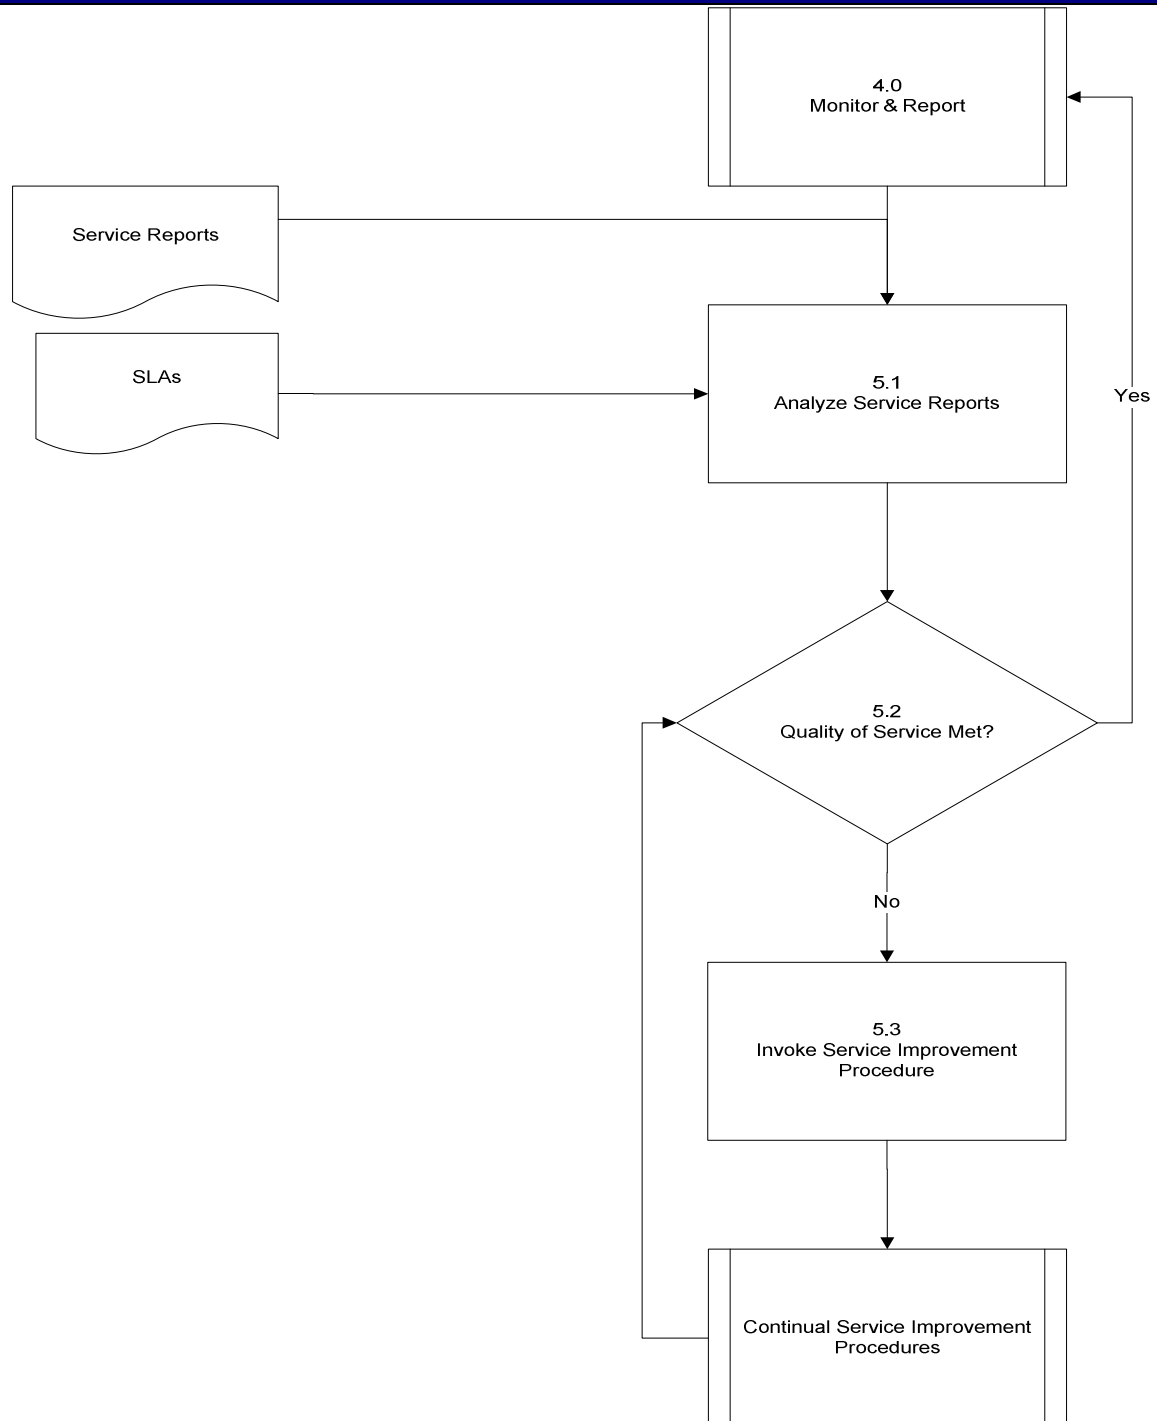 4.0
Monitor & Report
Service Reports
SLAs
5.1
Analyze Service Reports
Yes
5.2
Quality of Service Met?
No
5.3
Invoke Service Improvement
Procedure
Continual Service Improvement
Procedures